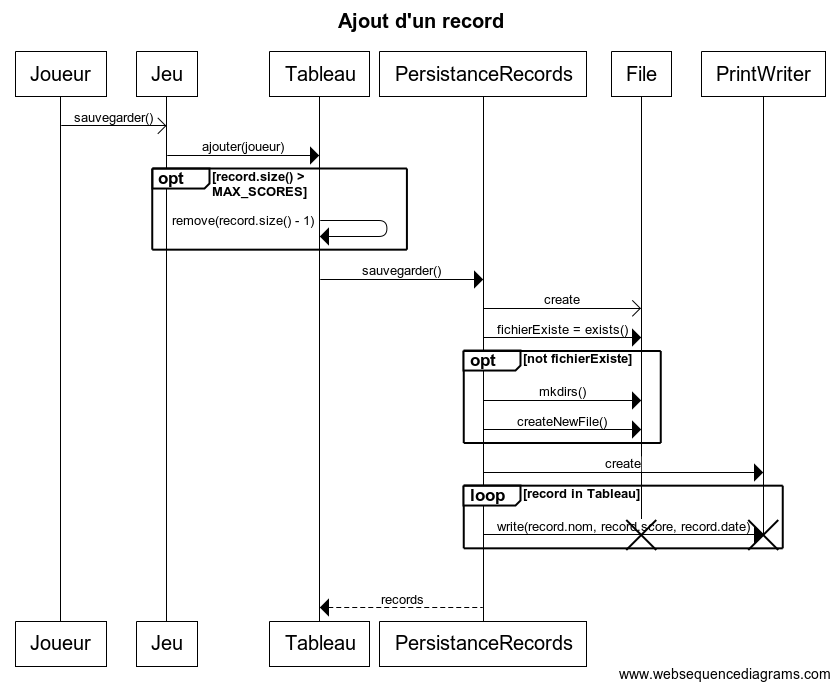 Ajout d'un record
Joueur
Jeu
Tableau
PersistanceRecords
File
PrintWriter
sauvegarder()
ajouter(joueur)
opt
[record.size() >
MAX_SCORES]
remove(record.size() - 1)
sauvegarder()
create
fichierExiste = exists()
opt
[not fichierExiste]
mkdirs()
createNewFile()
create
loop
[record in Tableau]
write(record.nom, record.score, record.date)
records
Joueur
Jeu
Tableau
PersistanceRecords
www.websequencediagrams.com